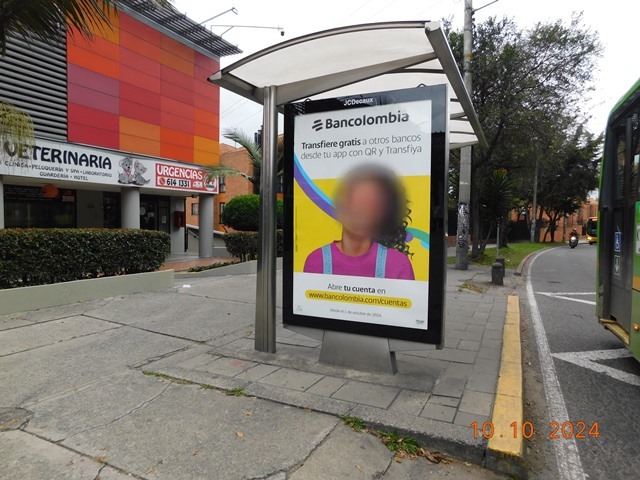 JCDecaux
Bancolombia
Transfiere gratis a otros bancos
desde tu app con QR y Transfiya
Abre tu cuenta en
www.bancolombia.com/cuentas
VETERINARIA
CLINICA-PELUQUERIA Y SPA-LABORATORIO
GUARDERIA-HOTEL
URGENCIAS
614 1331
10.10.2024